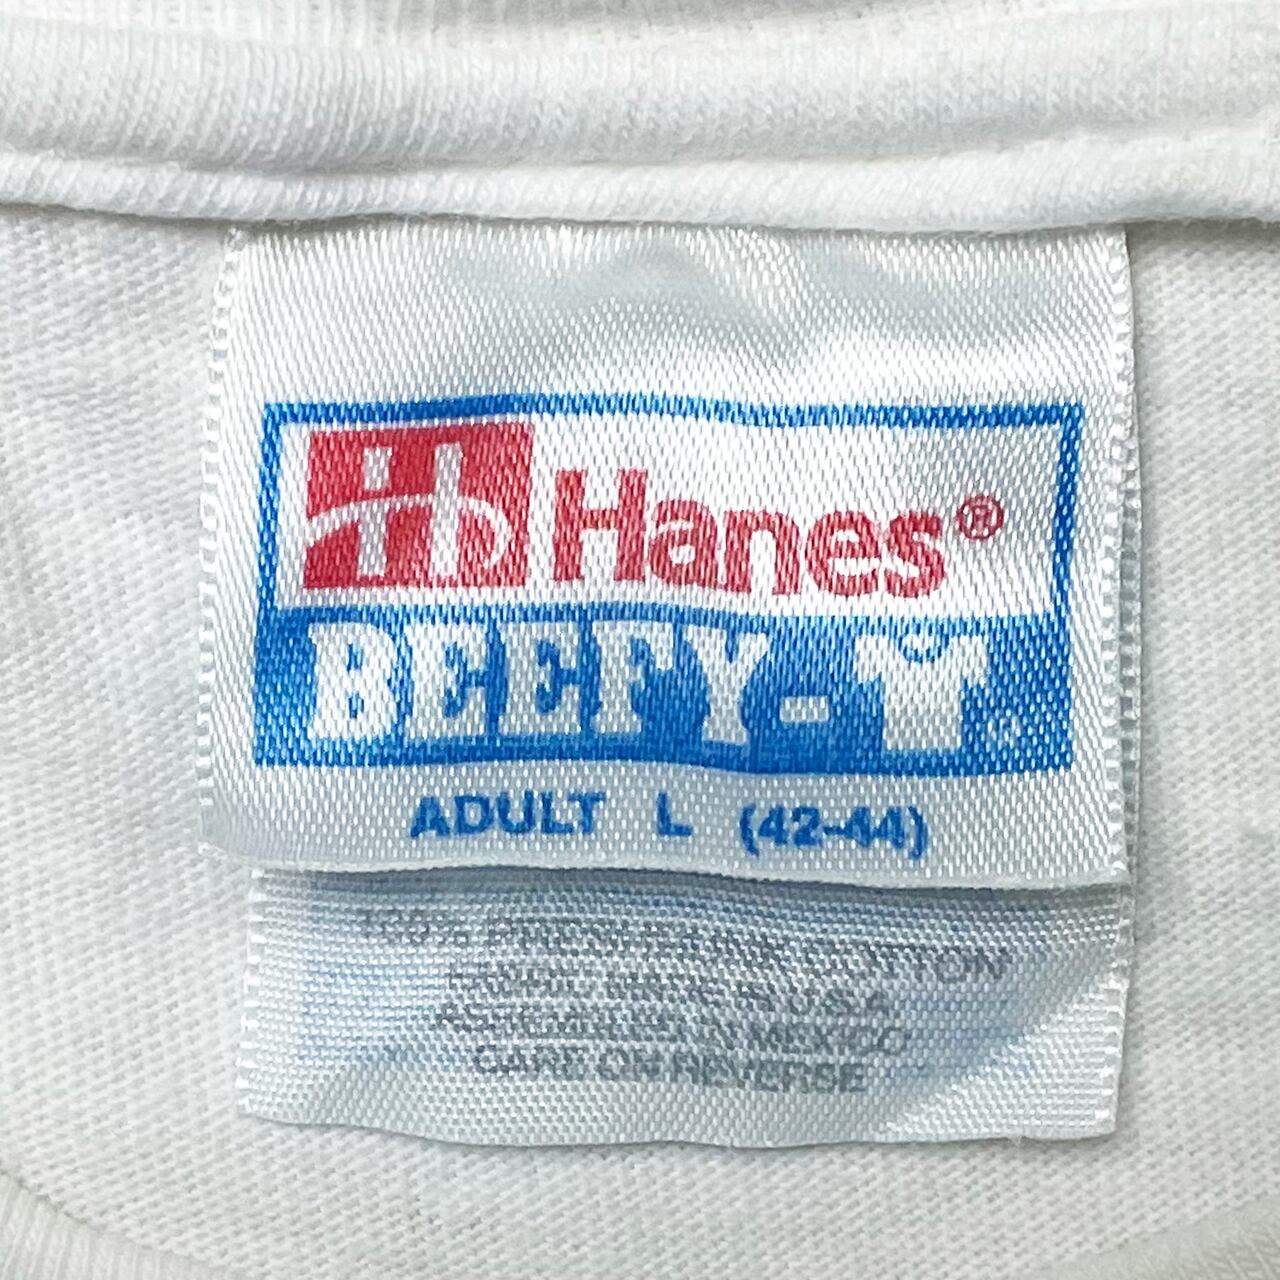 Hanes®
BEEFY-T®
ADULT L (42-44)
100% PRESHRUNK COTTON
FABRIC MADE IN U.S.A.
ASSEMBLED IN MEXICO
CARE ON REVERSE